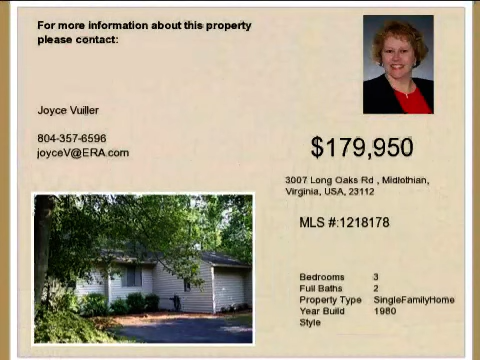 For more information about this property
please contact:
Joyce Vuiller
804-357-6596
joyceV@ERA.com
$179,950
3007 Long Oaks Rd , Midlothian,
Virginia, USA, 23112
MLS #:1218178
Bedrooms 3
Full Baths 2
Property Type SingleFamilyHome
Year Build 1980
Style